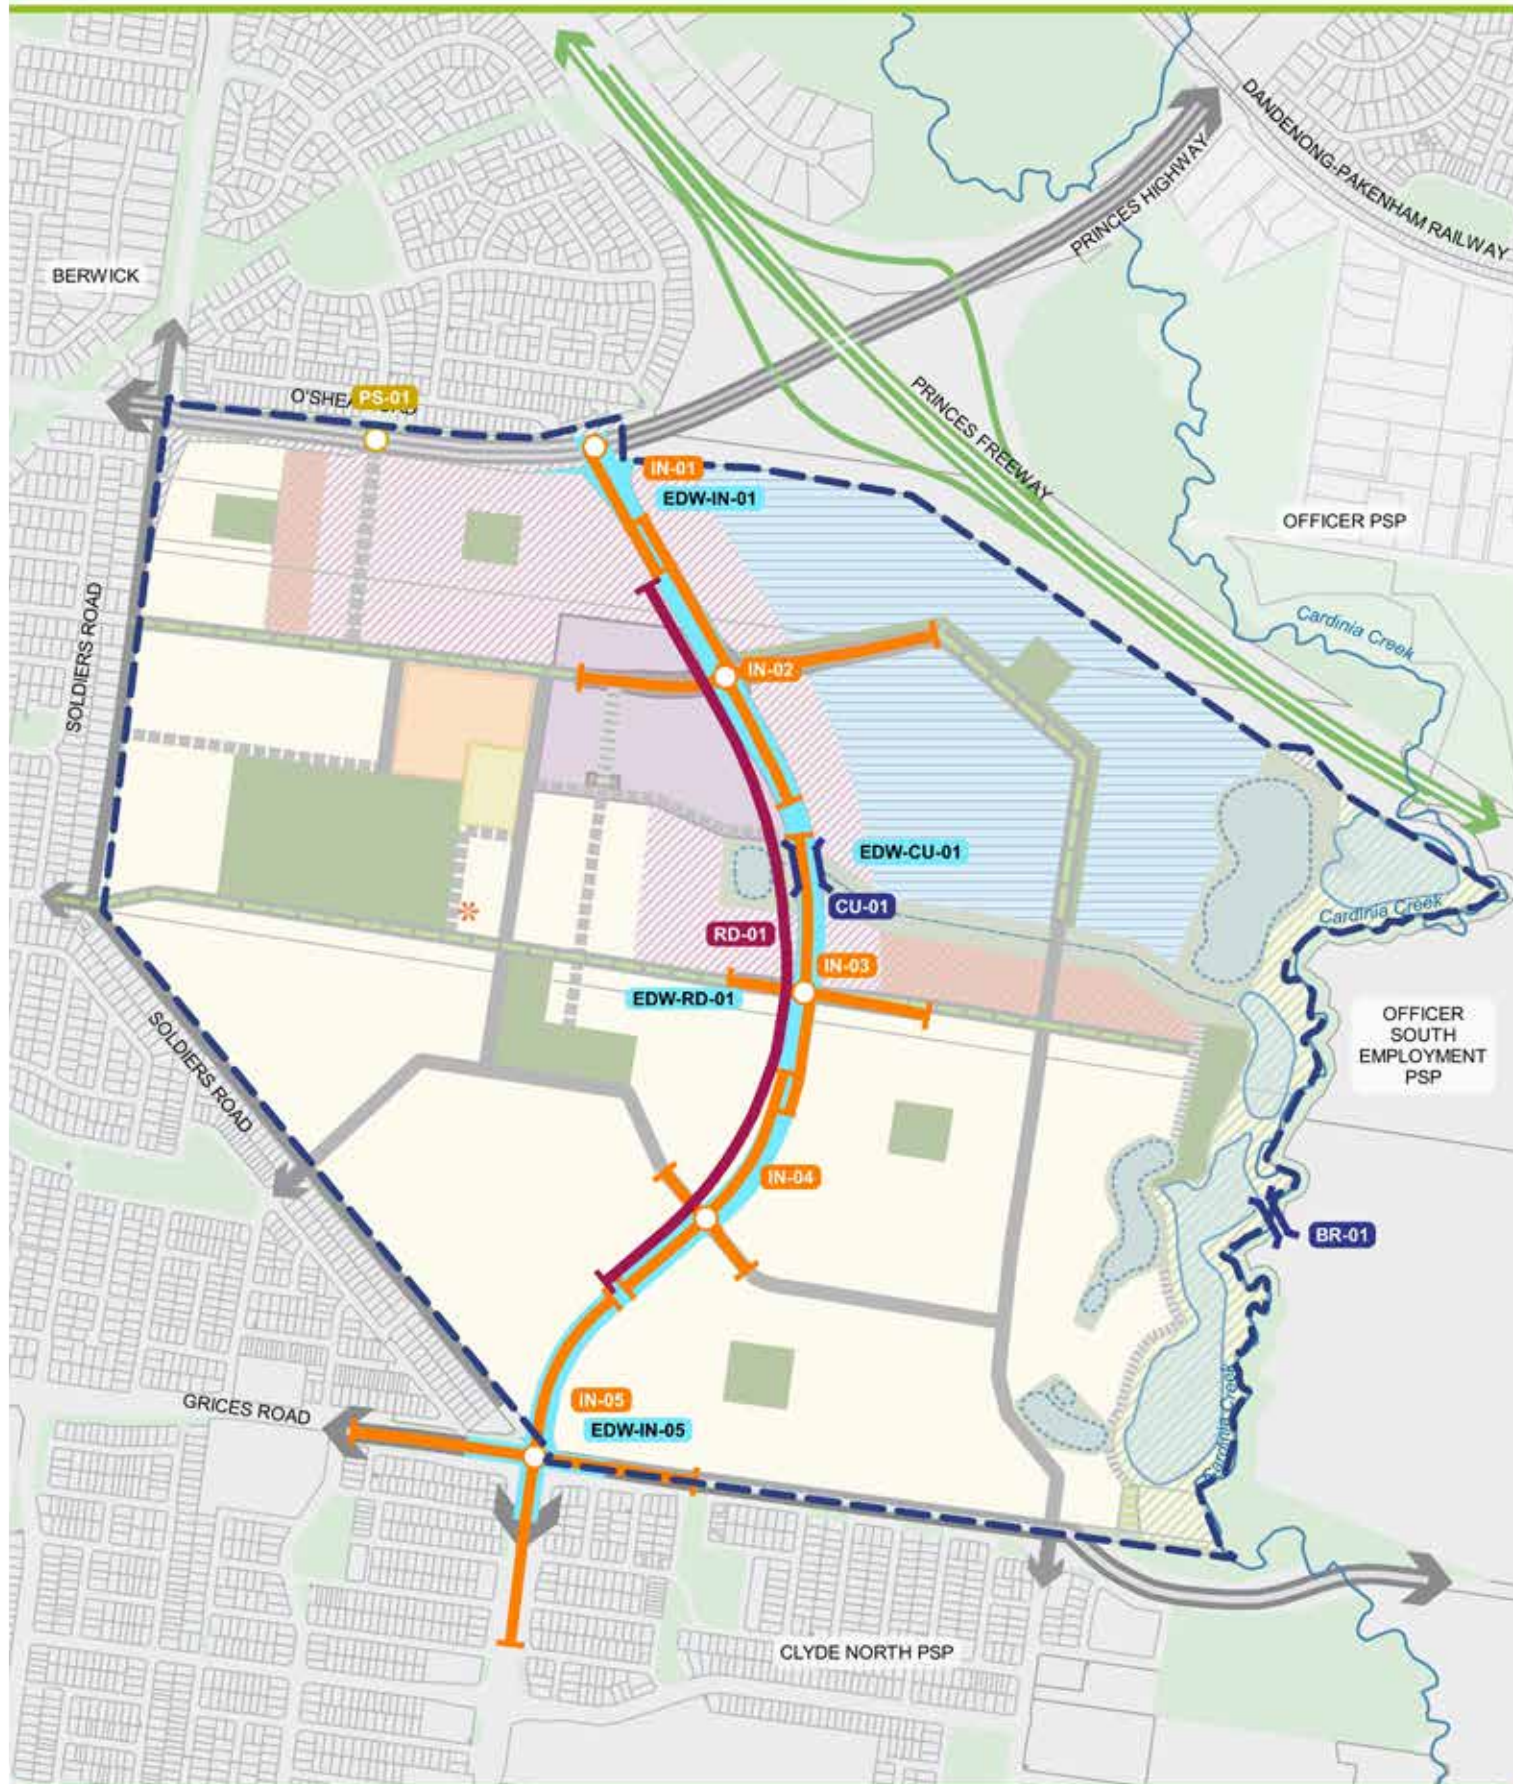 DANDENONG-PAKENHAM RAILWAY
PRINCES HIGHWAY
BERWICK
O'SHE
PS-01
PRINCES FREEWAY
IN-01
EDW-IN-01
OFFICER PSP
Cardinia Creek
SOLDIERS ROAD
IN-02
EDW-CU-01
CU-01
Cardinia Creek
RD-01
IN-03
EDW-RD-01
OFFICER
SOUTH
EMPLOYMENT
PSP
SOLDIERS ROAD
IN-04
BR-01
Cardinia Creek
IN-05
GRICES ROAD
EDW-IN-05
CLYDE NORTH PSP